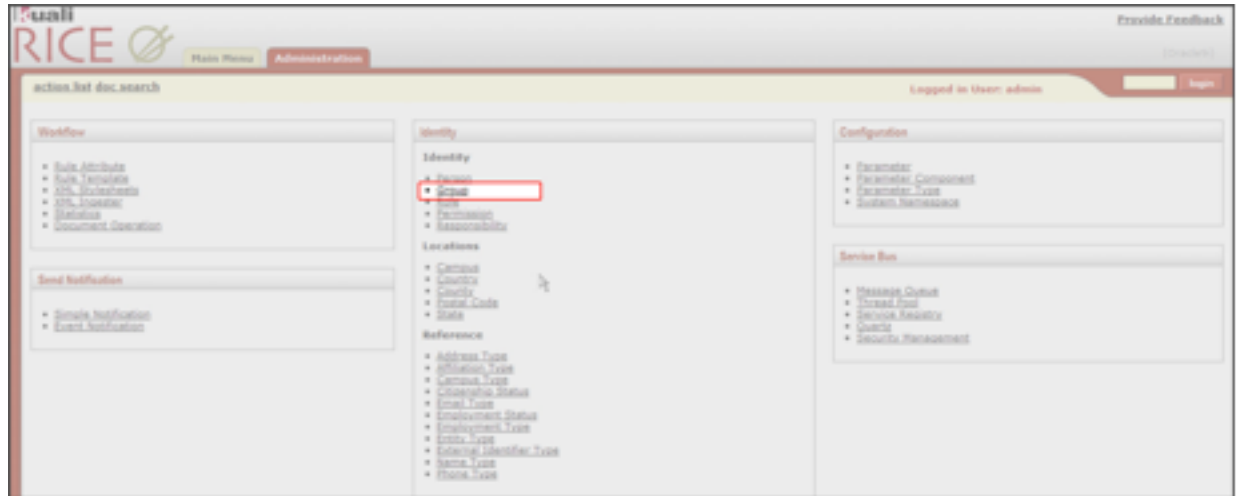 Kuali
RICE
Provide Feedback
Main Menu
Administration
action list doc search
Logged in User: admin
login
Workflow
Rule Attribute
Rule Template
XML Stylesheets
XML Ingester
Statistics
Document Operation
Send Notification
Simple Notification
Event Notification
Identity
Identity
Person
Group
Role
Permission
Responsibility
Locations
Campus
Country
County
Postal Code
State
Reference
Address Type
Affiliation Type
Campus Type
Citizenship Status
Email Type
Employment Status
Employment Type
Entity Type
External Identifier Type
Name Type
Phone Type
Configuration
Parameter
Parameter Component
Parameter Type
System Namespace
Service Bus
Message Queue
Thread Pool
Service Registry
Quartz
Security Management